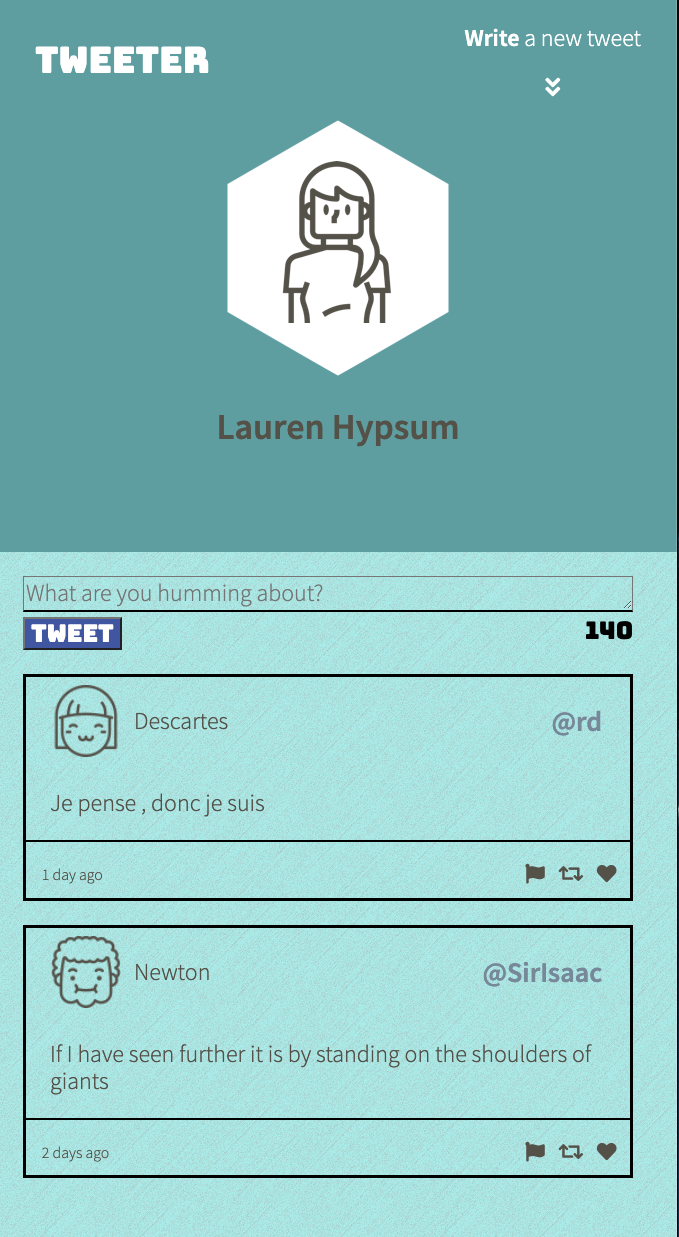 TWEETER
Write a new tweet
Lauren Hypsum
What are you humming about?
TWEET
140
Descartes
@rd
Je pense , donc je suis
1 day ago
Newton
@SirIsaac
If I have seen further it is by standing on the shoulders of
giants
2 days ago